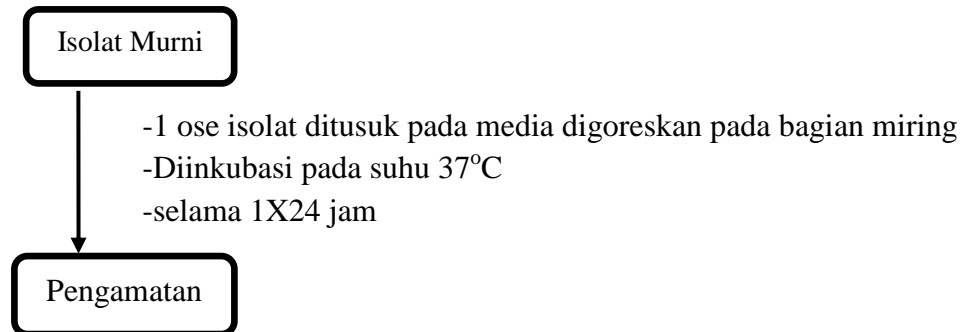 Isolat Murni
-1 ose isolat ditusuk pada media digoreskan pada bagian miring
-Diinkubasi pada suhu 37°C
-selama 1X24 jam
Pengamatan